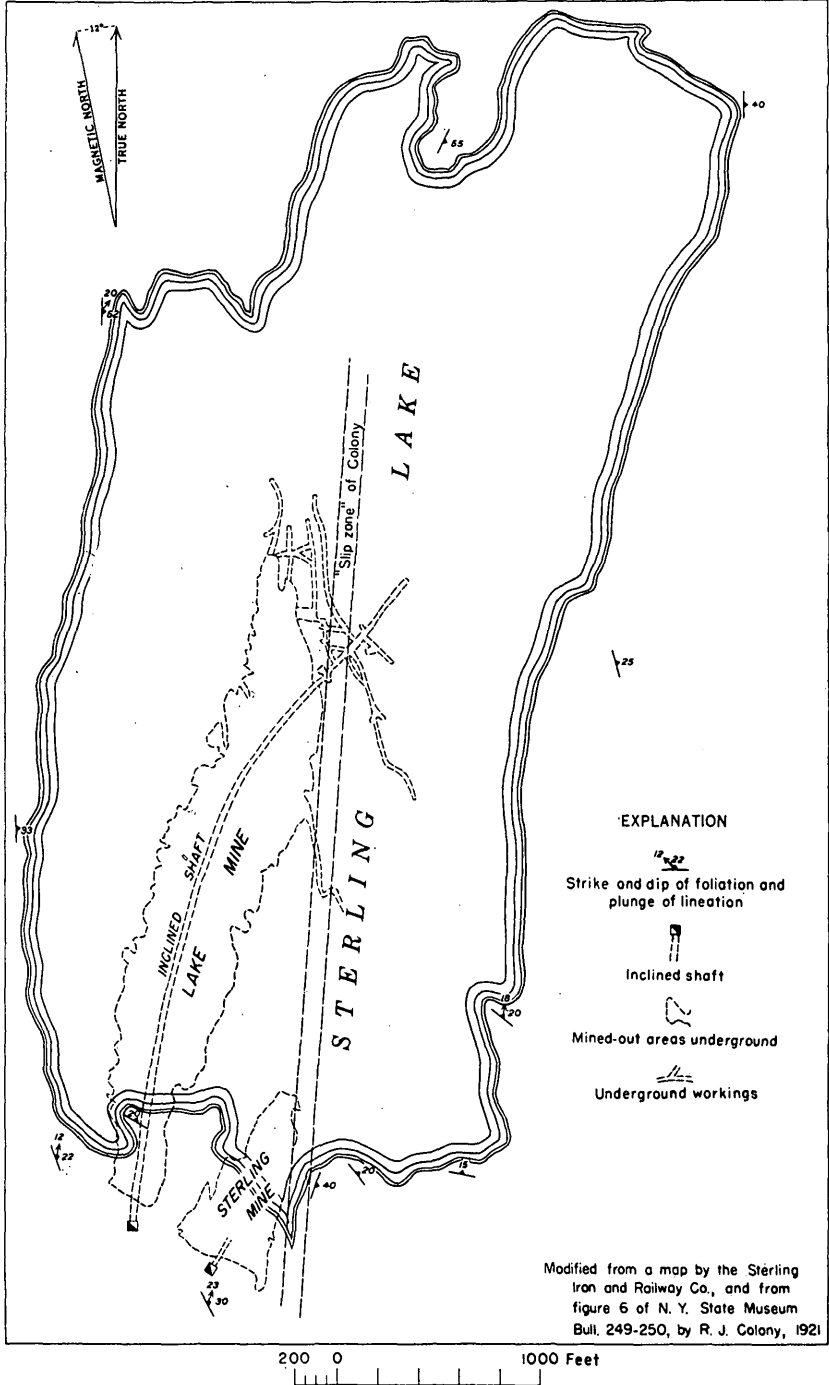 -12°-
MAGNETIC NORTH
TRUE NORTH
40
55
20
62
"Slip zone" of Colony
LAKE
25
33
INCLINED SHAFT
LAKE MINE
STERLING
EXPLANATION
12 22
Strike and dip of foliation and
plunge of lineation
Inclined shaft
Mined-out areas underground
Underground workings
18
20
12
22
STERLING
MINE
40
20
15
23
30
Modified from a map by the Sterling
Iron and Railway Co., and from
figure 6 of N. Y. State Museum
Bull. 249-250, by R. J. Colony, 1921
200 0 1000 Feet